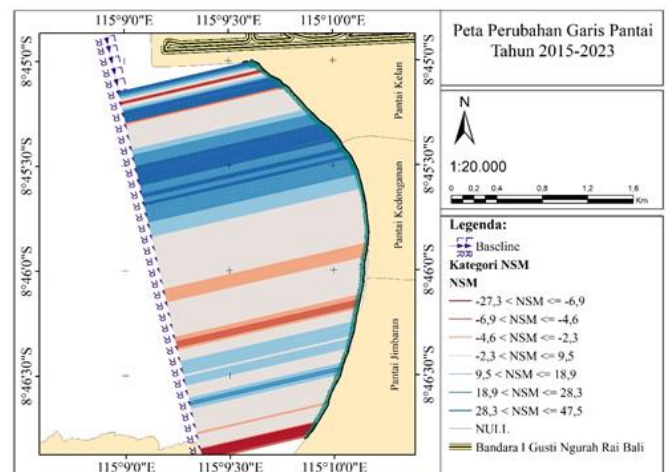 115°9'0"E 115°9'30"E 115°10'0"E
8°45'0"S
8°45'30"S
8°46'0"S
8°46'30"S
Pantai Kelan
Pantai Kedonganan
Pantai Jimbaran
8°45'0"S
8°45'30"S
8°46'0"S
8°46'30"S
115°9'0"E 115°9'30"E 115°10'0"E
Peta Perubahan Garis Pantai
Tahun 2015-2023
N
1:20.000
0 0,2 0,4 0,8 1,2 1,6
Km
Legenda:
Baseline
Kategori NSM
NSM
-27,3 < NSM <= -6,9
-6,9 < NSM <= -4,6
-4,6 < NSM <= -2,3
-2,3 < NSM <= 9,5
9,5 < NSM <= 18,9
18,9 < NSM <= 28,3
28,3 < NSM <= 47,5
NULL
Bandara I Gusti Ngurah Rai Bali